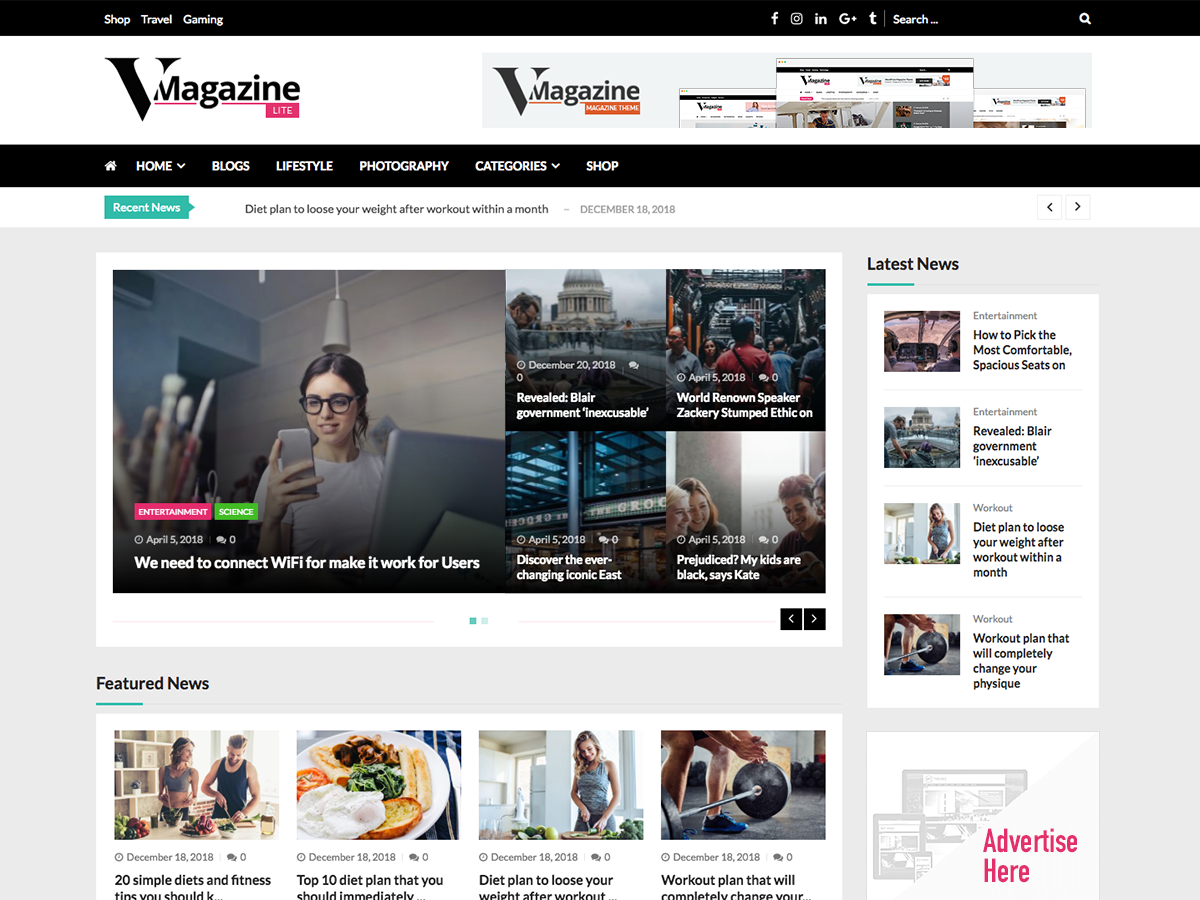 Shop Travel Gaming
Search ...
VMagazine
LITE
VMagazine
MAGAZINE THEME
HOME BLOGS LIFESTYLE PHOTOGRAPHY CATEGORIES SHOP
Recent News
Diet plan to loose your weight after workout within a month – DECEMBER 18, 2018
ENTERTAINMENT SCIENCE
April 5, 2018 0
We need to connect WiFi for make it work for Users
December 20, 2018
0
Revealed: Blair
government ‘inexcusable’
April 5, 2018 0
World Renown Speaker
Zackery Stumped Ethic on
April 5, 2018 0
Discover the ever-
changing iconic East
April 5, 2018 0
Prejudiced? My kids are
black, says Kate
Latest News
Entertainment
How to Pick the
Most Comfortable,
Spacious Seats on
Entertainment
Revealed: Blair
government
‘inexcusable’
Workout
Diet plan to loose
your weight after
workout within a
month
Workout
Workout plan that
will completely
change your
physique
Featured News
December 18, 2018 0
20 simple diets and fitness
tips you should k...
December 18, 2018 0
Top 10 diet plan that you
should immediately ...
December 18, 2018 0
Diet plan to loose your
weight after workout ...
December 18, 2018 0
Workout plan that will
completely change your...
Advertise
Here